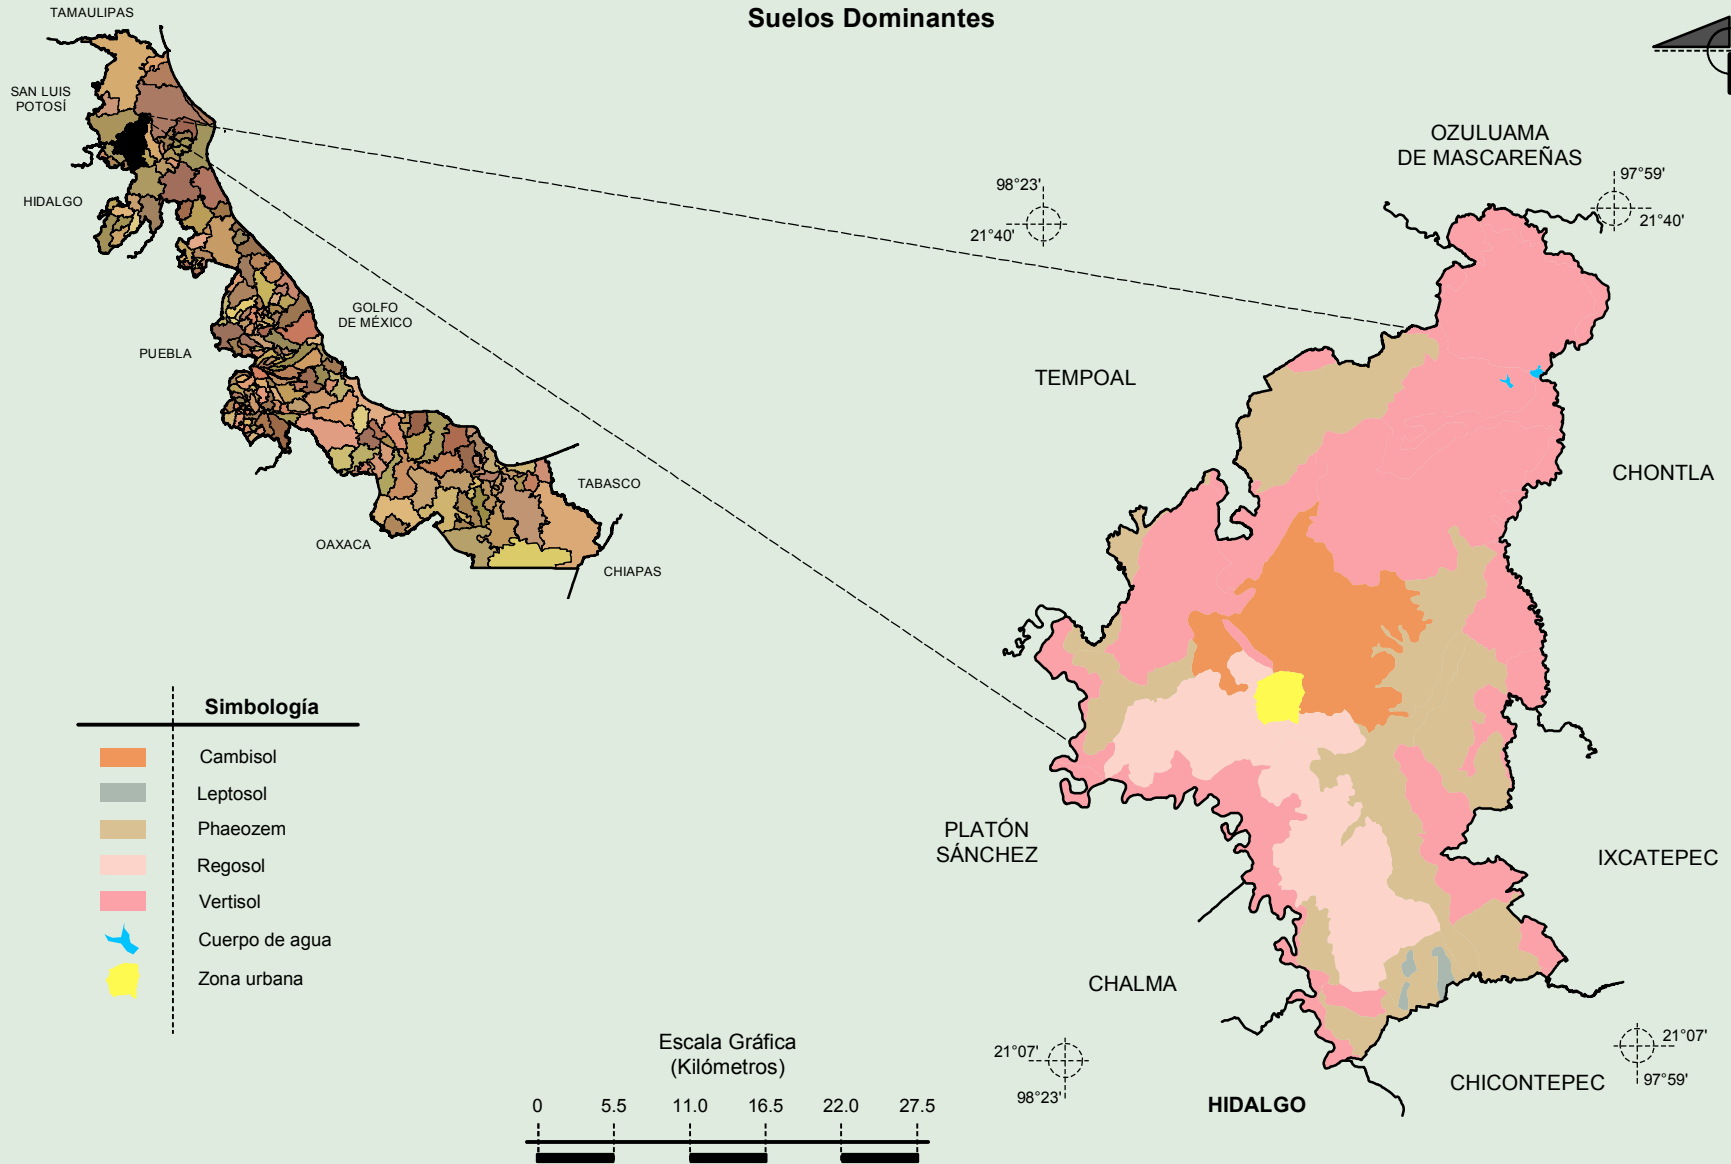 Suelos Dominantes
TAMAULIPAS
SAN LUIS
POTOSÍ
HIDALGO
GOLFO
DE MÉXICO
PUEBLA
TABASCO
OAXACA
CHIAPAS
OZULUAMA
DE MASCAREÑAS
98°23'
21°40'
97°59'
21°40'
TEMPOAL
CHONTLA
PLATÓN
SÁNCHEZ
IXCATEPEC
CHALMA
CHICONTEPEC
HIDALGO
21°07'
98°23'
21°07'
97°59'
Simbología
Cambisol
Leptosol
Phaeozem
Regosol
Vertisol
Cuerpo de agua
Zona urbana
Escala Gráfica
(Kilómetros)
0 5.5 11.0 16.5 22.0 27.5